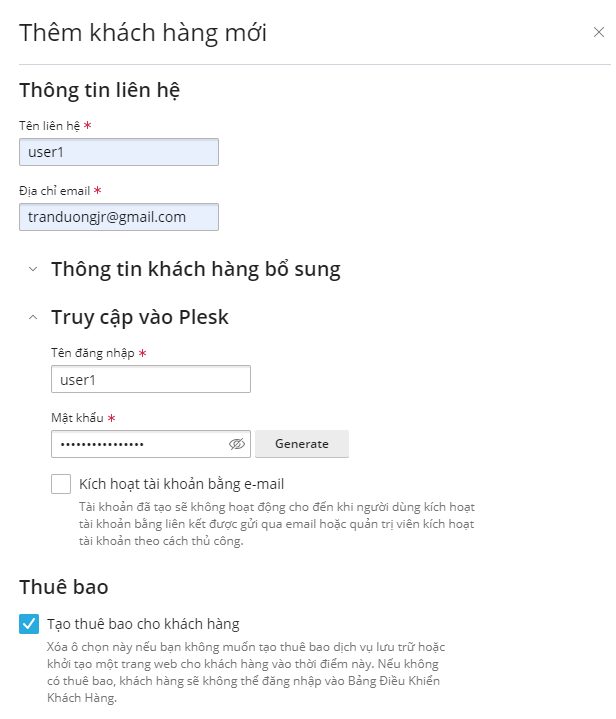 Thêm khách hàng mới
Thông tin liên hệ
Tên liên hệ *
user1
Địa chỉ email *
tranduongjr@gmail.com
Thông tin khách hàng bổ sung
Truy cập vào Plesk
Tên đăng nhập *
user1
Mật khẩu *
••••••••••••••••
Generate
Kích hoạt tài khoản bằng e-mail
Tài khoản đã tạo sẽ không hoạt động cho đến khi người dùng kích hoạt
tài khoản bằng liên kết được gửi qua email hoặc quản trị viên kích hoạt
tài khoản theo cách thủ công.
Thuê bao
Tạo thuê bao cho khách hàng
Xóa ô chọn này nếu bạn không muốn tạo thuê bao dịch vụ lưu trữ hoặc
khởi tạo một trang web cho khách hàng vào thời điểm này. Nếu không
có thuê bao, khách hàng sẽ không thể đăng nhập vào Bảng Điều Khiển
Khách Hàng.